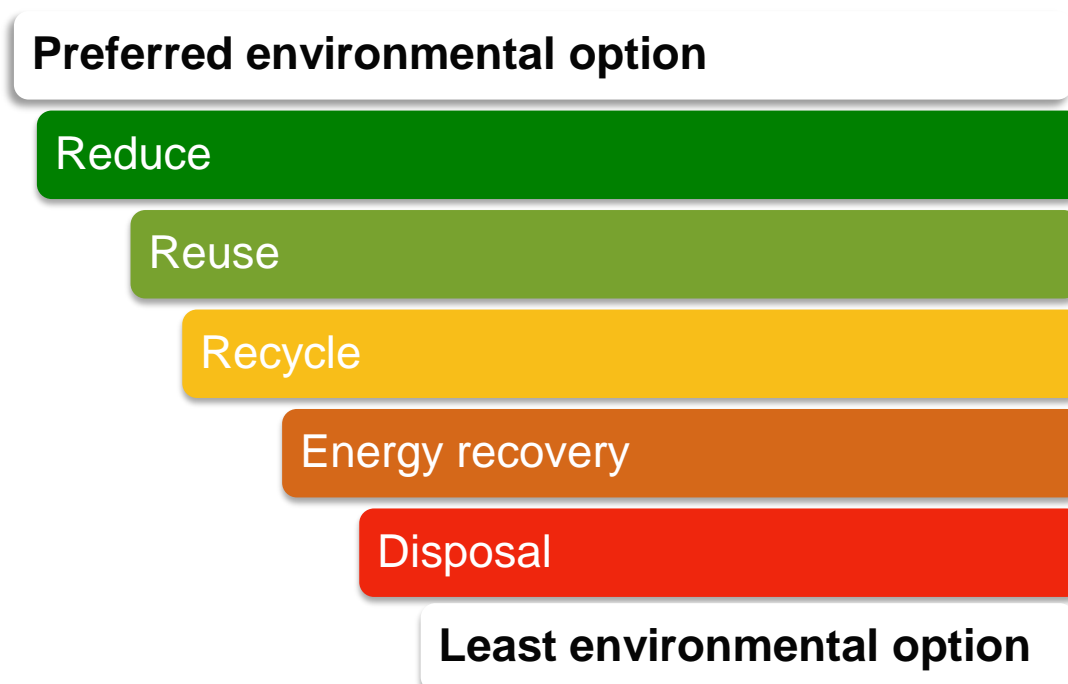 Preferred environmental option
Reduce
Reuse
Recycle
Energy recovery
Disposal
Least environmental option